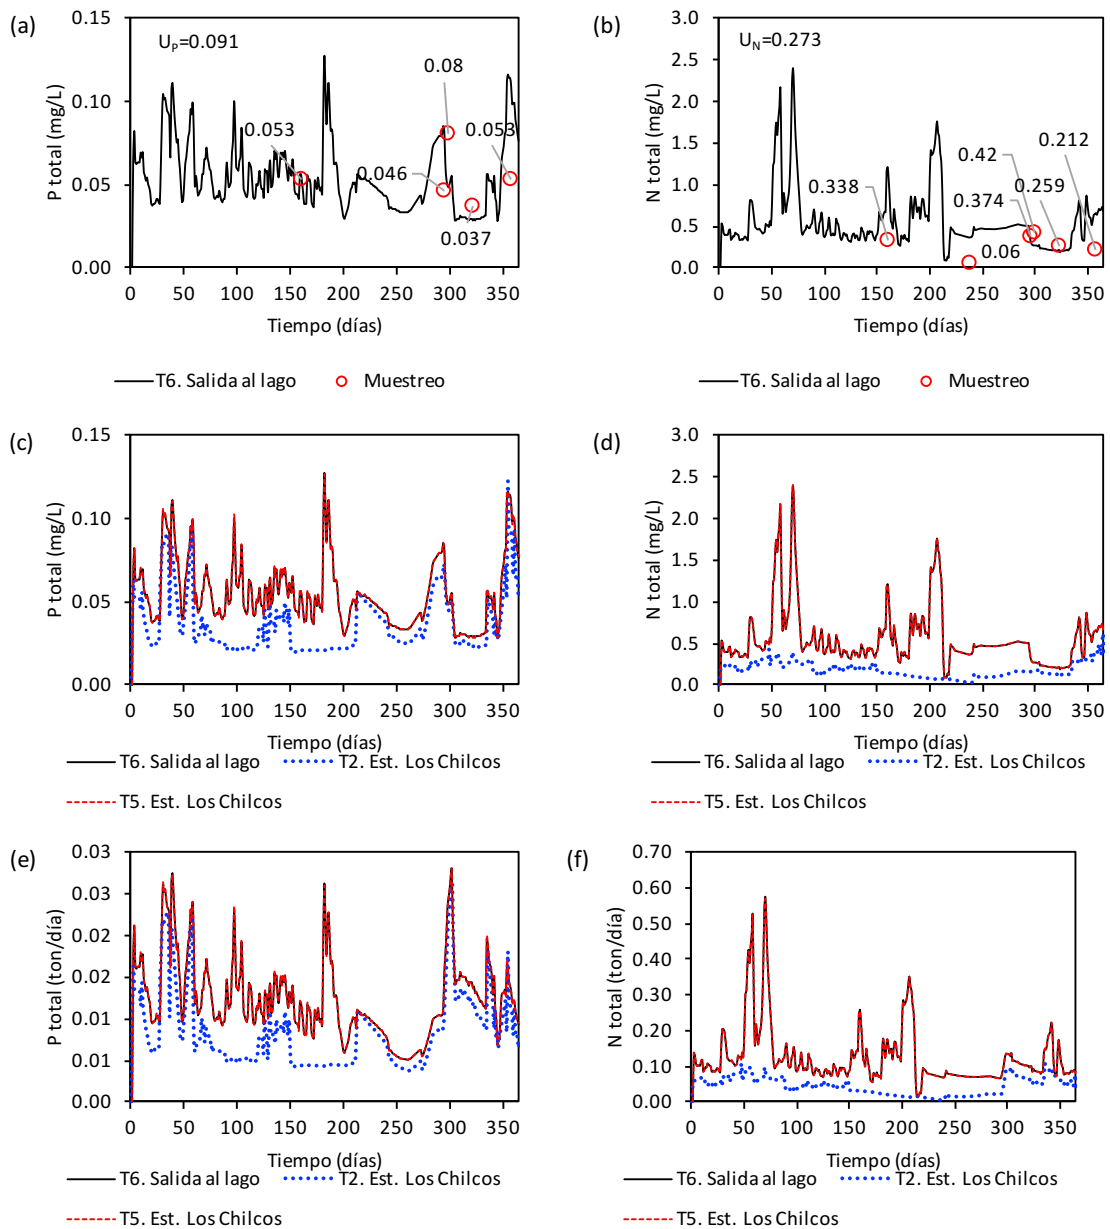 (a)
P total (mg/L)
0.15
0.10
0.05
0.00
U_P=0.091
0.053
0.046
0.08
0.053
0.037
0 50 100 150 200 250 300 350
Tiempo (días)
T6. Salida al lago Muestreo
(b)
N total (mg/L)
3.0
2.5
2.0
1.5
1.0
0.5
0.0
U_N=0.273
0.338
0.374
0.42
0.259
0.212
0.06
0 50 100 150 200 250 300 350
Tiempo (días)
T6. Salida al lago Muestreo
(c)
P total (mg/L)
0.15
0.10
0.05
0.00
0 50 100 150 200 250 300 350
Tiempo (días)
T6. Salida al lago T2. Est. Los Chilcos
T5. Est. Los Chilcos
(d)
N total (mg/L)
3.0
2.5
2.0
1.5
1.0
0.5
0.0
0 50 100 150 200 250 300 350
Tiempo (días)
T6. Salida al lago T2. Est. Los Chilcos
T5. Est. Los Chilcos
(e)
P total (ton/día)
0.03
0.03
0.02
0.02
0.01
0.01
0.00
0 50 100 150 200 250 300 350
Tiempo (días)
T6. Salida al lago T2. Est. Los Chilcos
T5. Est. Los Chilcos
(f)
N total (ton/día)
0.70
0.60
0.50
0.40
0.30
0.20
0.10
0.00
0 50 100 150 200 250 300 350
Tiempo (días)
T6. Salida al lago T2. Est. Los Chilcos
T5. Est. Los Chilcos